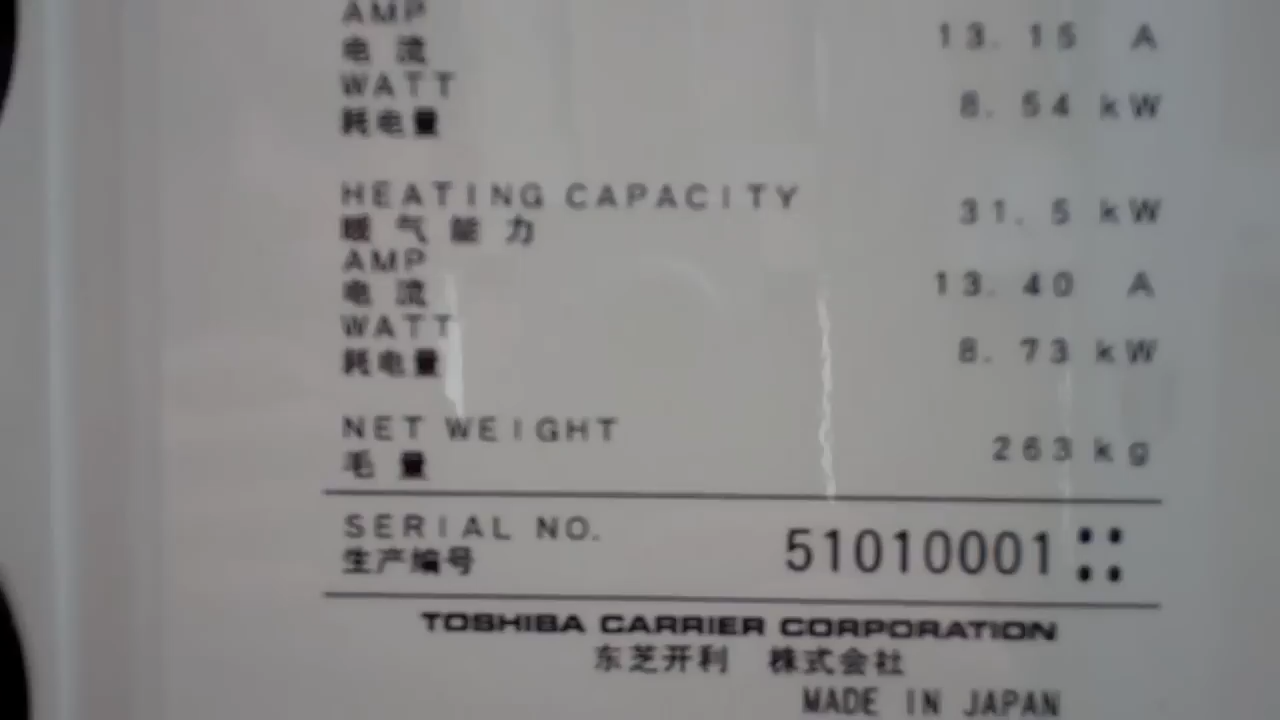 AMP
电 流 13.15 A
WATT
耗电量 8.54 kW
HEATING CAPACITY
暖 气 能 力 31.5 kW
AMP
电 流 13.40 A
WATT
耗电量 8.73 kW
NET WEIGHT
毛 量 263 kg
SERIAL NO.
生产编号 51010001
TOSHIBA CARRIER CORPORATION
东芝开利 株式会社
MADE IN JAPAN